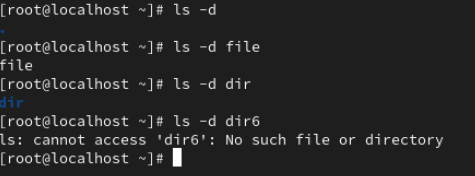 [root@localhost ~]# ls -d
.
[root@localhost ~]# ls -d file
file
[root@localhost ~]# ls -d dir
dir
[root@localhost ~]# ls -d dir6
ls: cannot access 'dir6': No such file or directory
[root@localhost ~]#